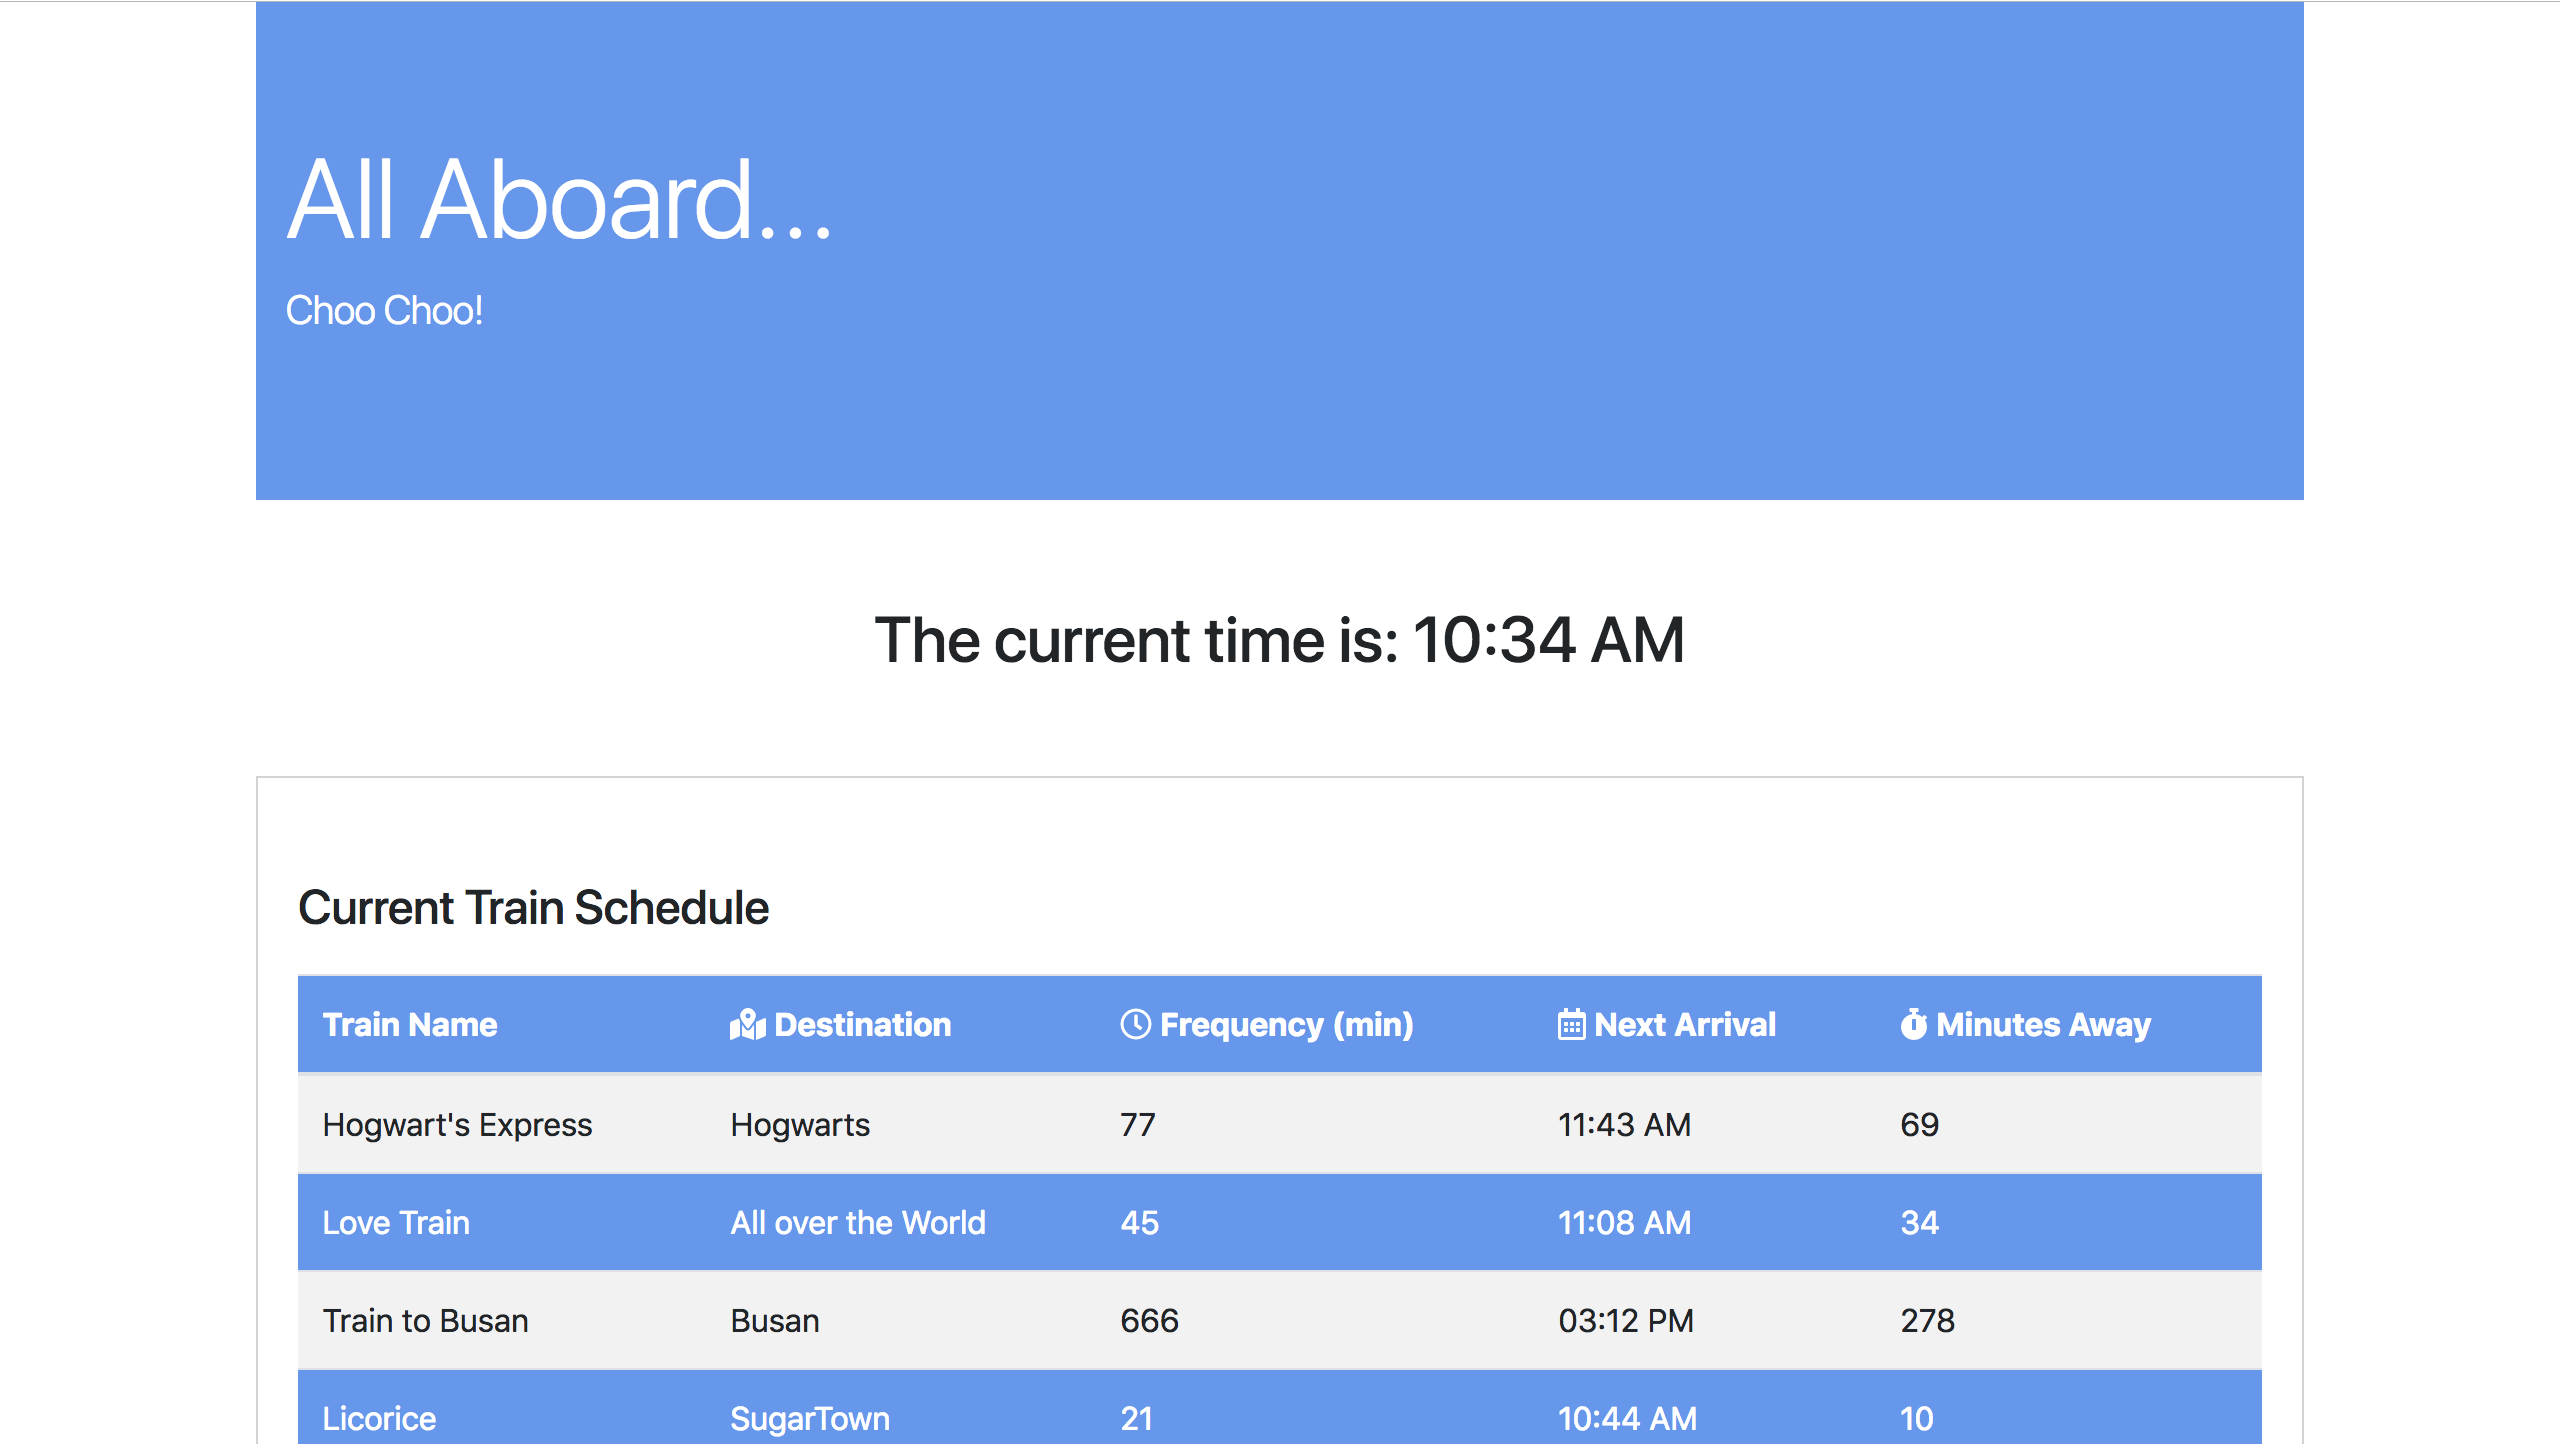 All Aboard...
Choo Choo!
The current time is: 10:34 AM
Current Train Schedule
Train Name Destination Frequency (min) Next Arrival Minutes Away
Hogwart's Express Hogwarts 77 11:43 AM 69
Love Train All over the World 45 11:08 AM 34
Train to Busan Busan 666 03:12 PM 278
Licorice SugarTown 21 10:44 AM 10